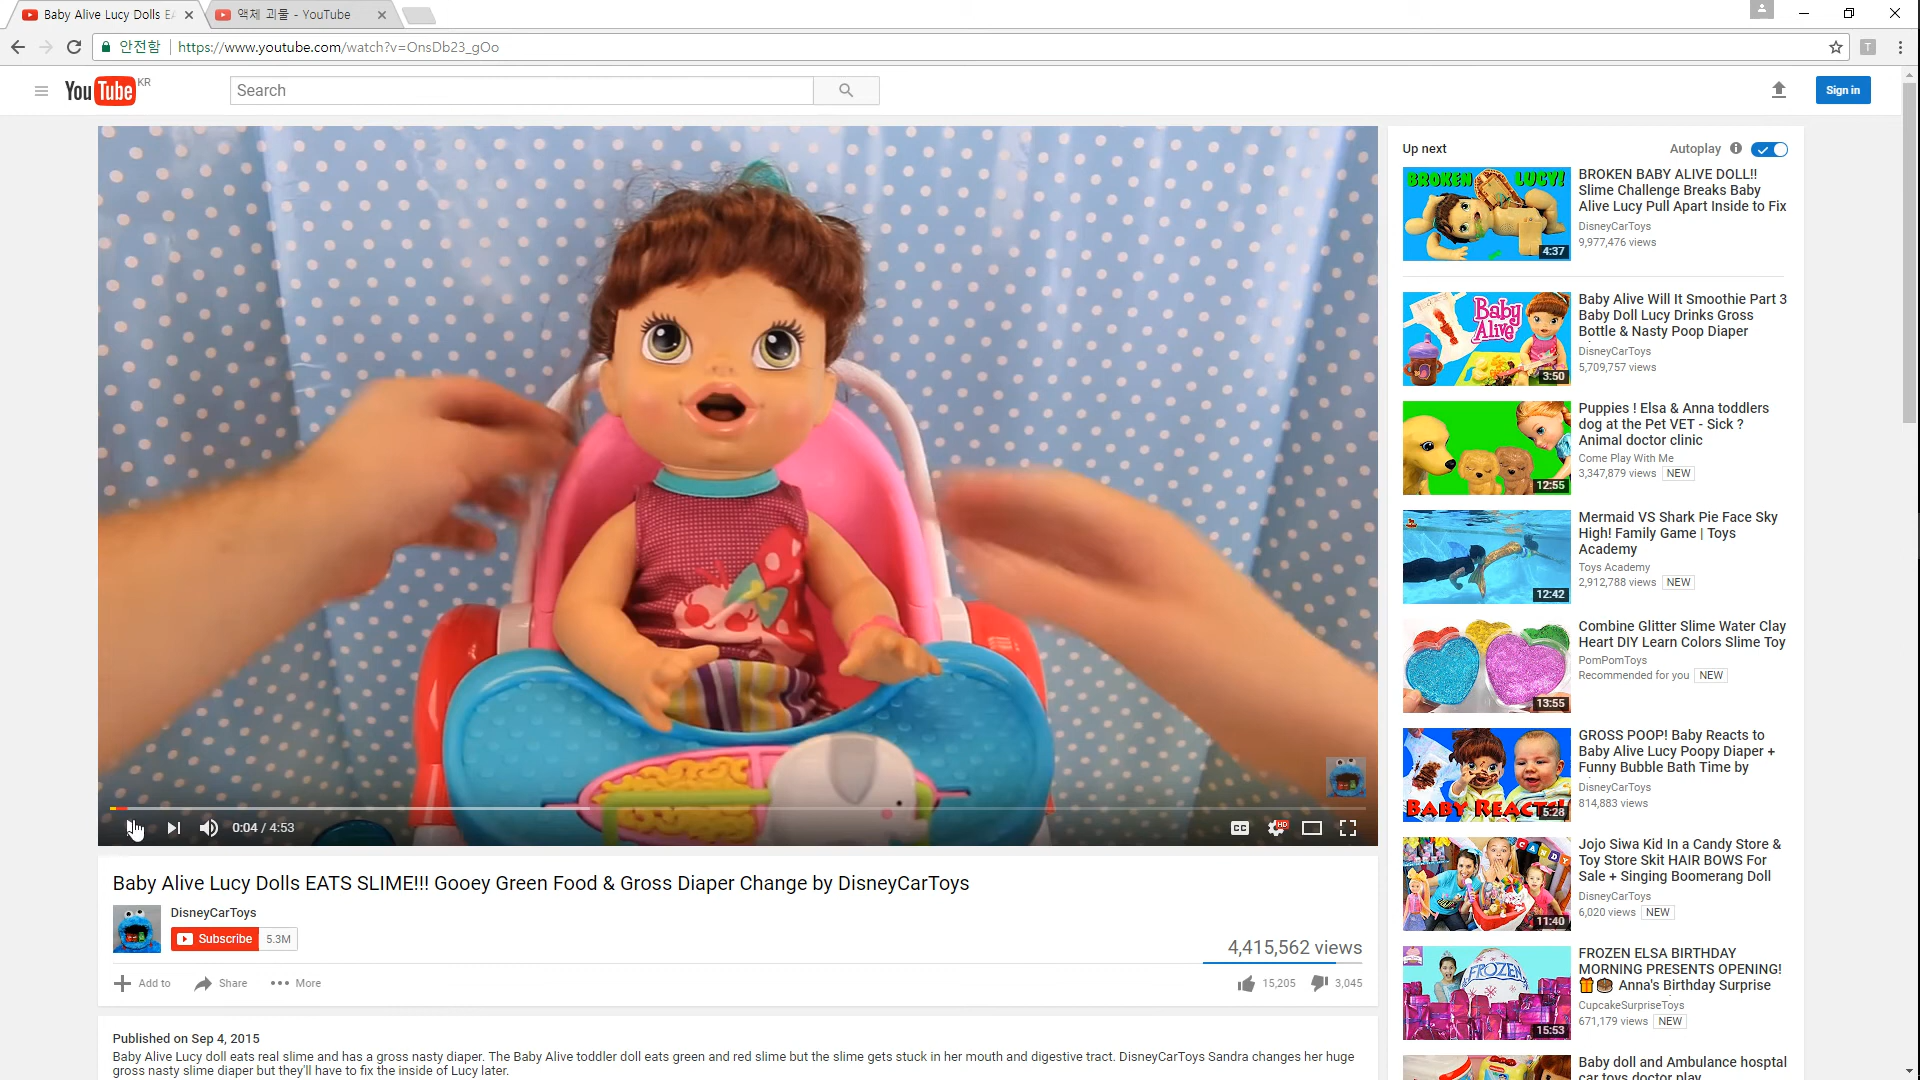 Baby Alive Lucy Dolls EA
액체 괴물 - YouTube
안전함
https://www.youtube.com/watch?v=OnsDb23_gOo
T
YouTube KR
Search
Sign in
0:04 / 4:53
CC
HD
Baby Alive Lucy Dolls EATS SLIME!!! Gooey Green Food & Gross Diaper Change by DisneyCarToys
DisneyCarToys
Subscribe 5.3M
4,415,562 views
Add to Share More
15,205 3,045
Published on Sep 4, 2015
Baby Alive Lucy doll eats real slime and has a gross nasty diaper. The Baby Alive toddler doll eats green and red slime but the slime gets stuck in her mouth and digestive tract. DisneyCarToys Sandra changes her huge
gross nasty slime diaper but they'll have to fix the inside of Lucy later.
Up next Autoplay
BROKEN LUCY!
4:37
BROKEN BABY ALIVE DOLL!!
Slime Challenge Breaks Baby
Alive Lucy Pull Apart Inside to Fix
DisneyCarToys
9,977,476 views
Baby
Alive
3:50
Baby Alive Will It Smoothie Part 3
Baby Doll Lucy Drinks Gross
Bottle & Nasty Poop Diaper
DisneyCarToys
5,709,757 views
12:55
Puppies ! Elsa & Anna toddlers
dog at the Pet VET - Sick ?
Animal doctor clinic
Come Play With Me
3,347,879 views NEW
12:42
Mermaid VS Shark Pie Face Sky
High! Family Game | Toys
Academy
Toys Academy
2,912,788 views NEW
13:55
Combine Glitter Slime Water Clay
Heart DIY Learn Colors Slime Toy
PomPomToys
Recommended for you NEW
BABY REACTS!
5:28
GROSS POOP! Baby Reacts to
Baby Alive Lucy Poopy Diaper +
Funny Bubble Bath Time by
DisneyCarToys
814,883 views
CANDY
11:40
Jojo Siwa Kid In a Candy Store &
Toy Store Skit HAIR BOWS For
Sale + Singing Boomerang Doll
DisneyCarToys
6,020 views NEW
FROZEN
15:53
FROZEN ELSA BIRTHDAY
MORNING PRESENTS OPENING!
🎁🎂 Anna's Birthday Surprise
CupcakeSurpriseToys
671,179 views NEW
Baby doll and Ambulance hosptal
car toys doctor play